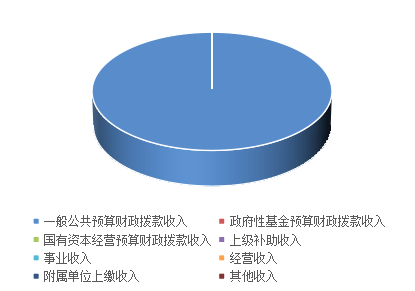 一般公共预算财政拨款收入 政府性基金预算财政拨款收入
国有资本经营预算财政拨款收入 上级补助收入
事业收入 经营收入
附属单位上缴收入 其他收入